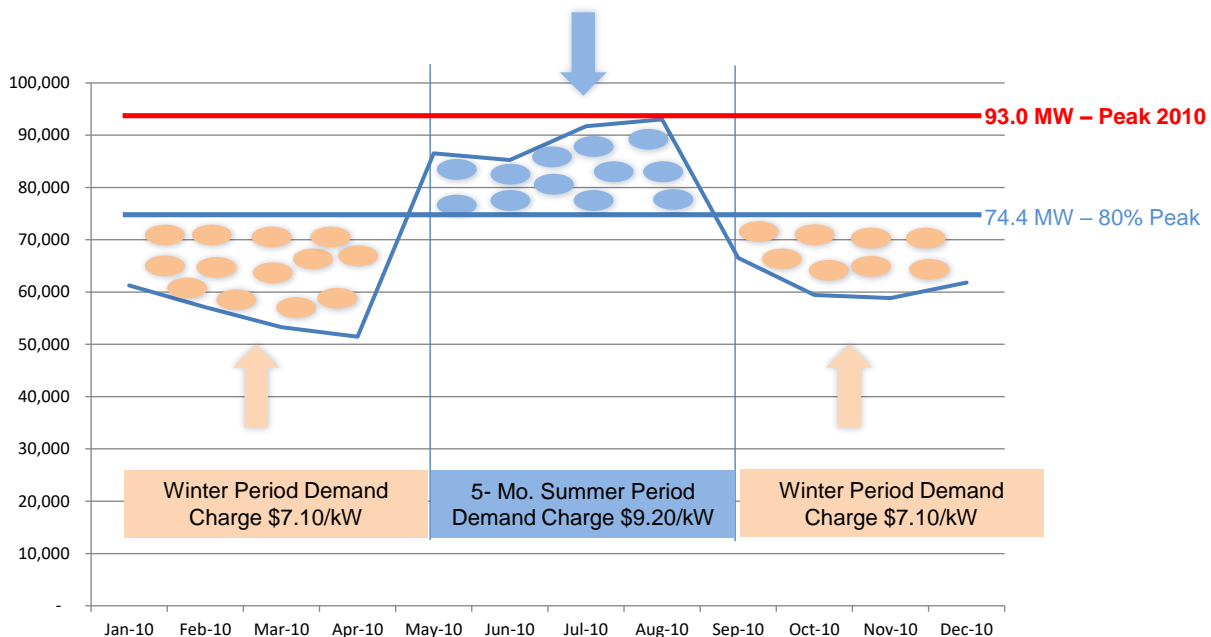 100,000
90,000
80,000
70,000
60,000
50,000
40,000
30,000
20,000
10,000
-
93.0 MW – Peak 2010
74.4 MW – 80% Peak
Winter Period Demand
Charge $7.10/kW
5- Mo. Summer Period
Demand Charge $9.20/kW
Winter Period Demand
Charge $7.10/kW
Jan-10 Feb-10 Mar-10 Apr-10 May-10 Jun-10 Jul-10 Aug-10 Sep-10 Oct-10 Nov-10 Dec-10